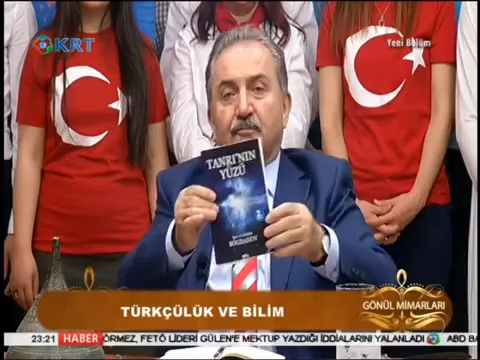 KRT
Yeni Bölüm
TANRI'NIN
YÜZÜ
BOGDANOV
TÜRKÇÜLÜK VE BİLİM
GÖNÜL MİMARLARI
23:21 HABER ÖRMEZ, FETÖ LİDERİ GÜLEN'E MEKTUP YAZDIĞI İDDİALARINI YALANLADI ABD SAV